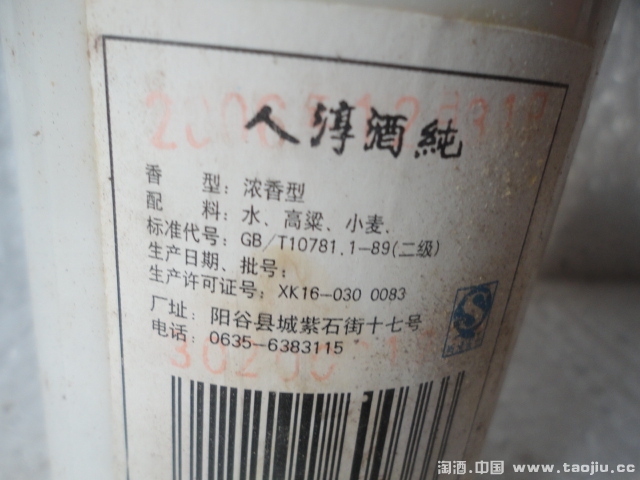 人淳酒純
香 型：浓香型
配 料：水、高粱、小麦、
标准代号：GB/T10781.1-89(二级)
生产日期、批号：
生产许可证号：XK16-030 0083
厂址：阳谷县城紫石街十七号
电话：0635-6383115
淘酒.中国 www.taojiu.cc